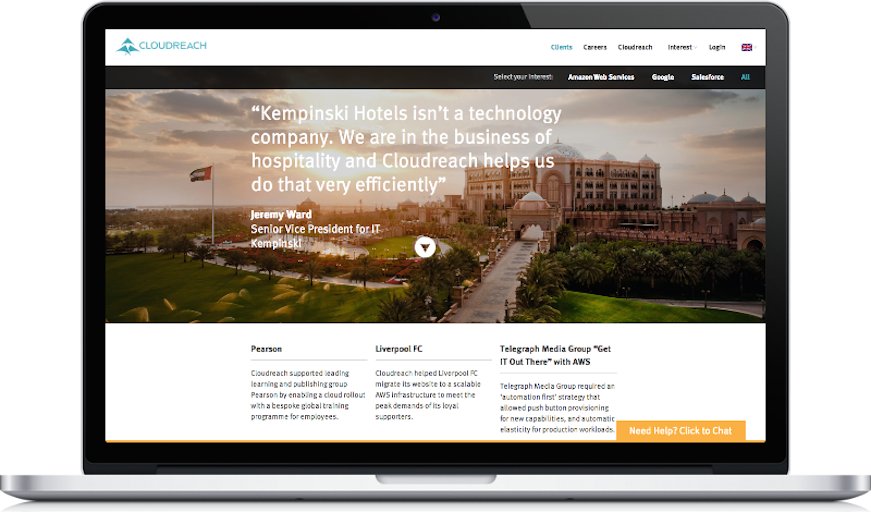 CLOUDREACH
Clients Careers Cloudreach Interest Login
Select your Interest: Amazon Web Services Google Salesforce All
“Kempinski Hotels isn’t a technology
company. We are in the business of
hospitality and Cloudreach helps us
do that very efficiently”
Jeremy Ward
Senior Vice President for IT
Kempinski
Pearson
Cloudreach supported leading
learning and publishing group
Pearson by enabling a cloud rollout
with a bespoke global training
programme for employees.
Liverpool FC
Cloudreach helped Liverpool FC
migrate its website to a scalable
AWS infrastructure to meet the
peak demands of its loyal
supporters.
Telegraph Media Group “Get
IT Out There” with AWS
Telegraph Media Group required an
‘automation first’ strategy that
allowed push button provisioning
for new capabilities, and automatic
elasticity for production workloads.
Need Help? Click to Chat